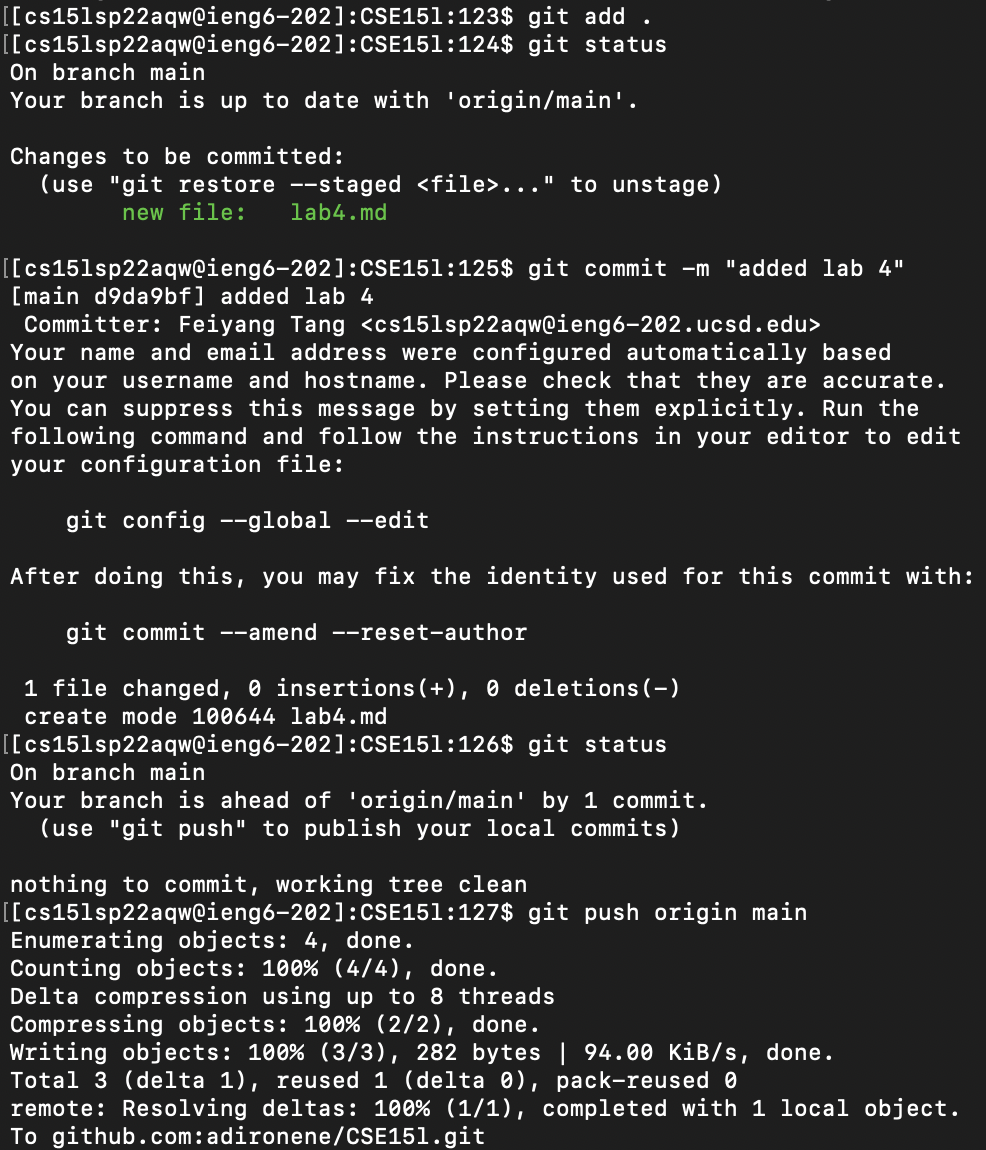 [[cs15lsp22aqw@ieng6-202]:CSE15l:123$ git add .
[[cs15lsp22aqw@ieng6-202]:CSE15l:124$ git status
On branch main
Your branch is up to date with 'origin/main'.
Changes to be committed:
  (use "git restore --staged <file>..." to unstage)
        new file:   lab4.md
[[cs15lsp22aqw@ieng6-202]:CSE15l:125$ git commit -m "added lab 4"
[main d9da9bf] added lab 4
 Committer: Feiyang Tang <cs15lsp22aqw@ieng6-202.ucsd.edu>
Your name and email address were configured automatically based
on your username and hostname. Please check that they are accurate.
You can suppress this message by setting them explicitly. Run the
following command and follow the instructions in your editor to edit
your configuration file:
    git config --global --edit
After doing this, you may fix the identity used for this commit with:
    git commit --amend --reset-author
 1 file changed, 0 insertions(+), 0 deletions(-)
 create mode 100644 lab4.md
[[cs15lsp22aqw@ieng6-202]:CSE15l:126$ git status
On branch main
Your branch is ahead of 'origin/main' by 1 commit.
  (use "git push" to publish your local commits)
nothing to commit, working tree clean
[[cs15lsp22aqw@ieng6-202]:CSE15l:127$ git push origin main
Enumerating objects: 4, done.
Counting objects: 100% (4/4), done.
Delta compression using up to 8 threads
Compressing objects: 100% (2/2), done.
Writing objects: 100% (3/3), 282 bytes | 94.00 KiB/s, done.
Total 3 (delta 1), reused 1 (delta 0), pack-reused 0
remote: Resolving deltas: 100% (1/1), completed with 1 local object.
To github.com:adironene/CSE15l.git